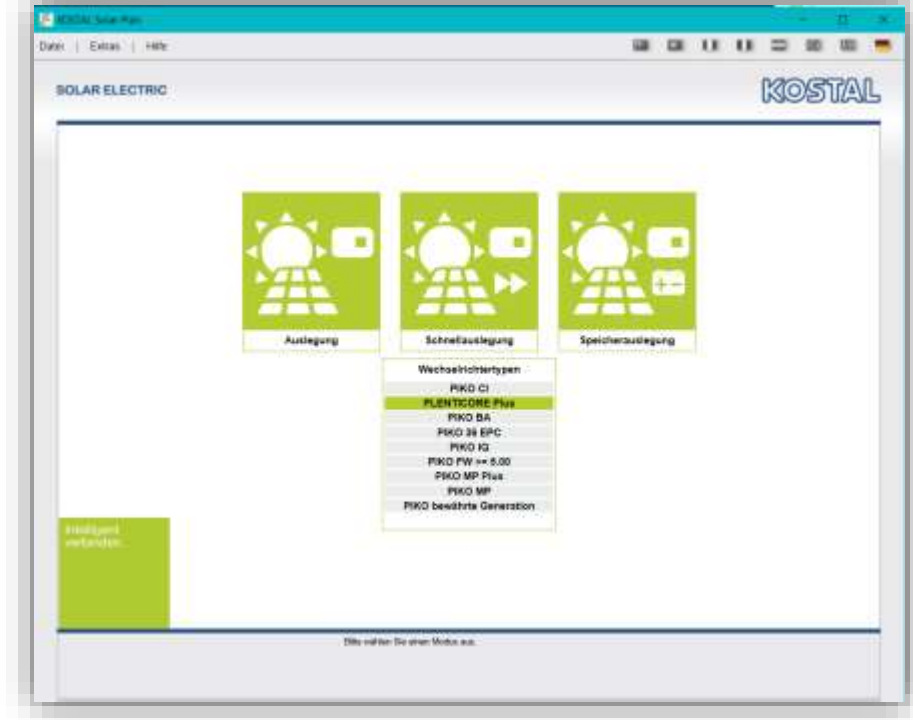 KOSTAL Solar Plan
Datei | Extras | Hilfe
SOLAR ELECTRIC
KOSTAL
Auslegung
Schnellauslegung
Speicherauslegung
Wechselrichtertypen
PIKO CI
PLENTICORE Plus
PIKO BA
PIKO 36 EPC
PIKO IQ
PIKO FW >= 5.00
PIKO MP Plus
PIKO MP
PIKO bewährte Generation
Intelligent
verbinden.
Bitte wählen Sie einen Modus aus.